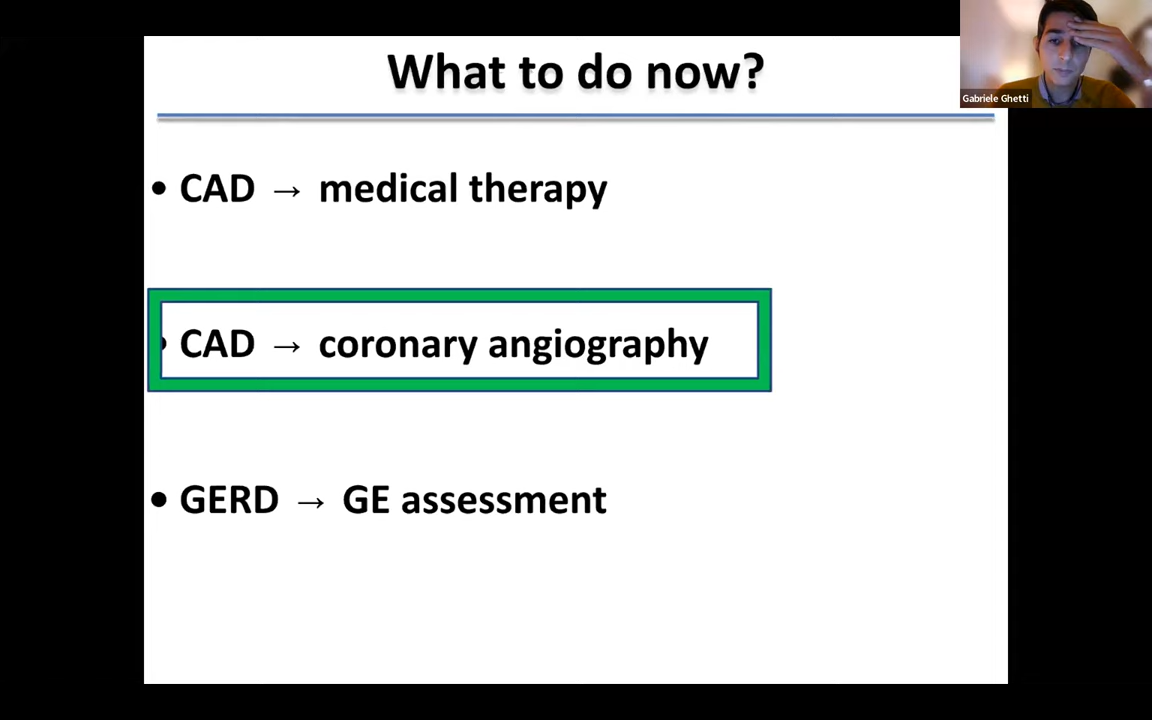 What to do now?
Gabriele Ghetti
• CAD → medical therapy
• CAD → coronary angiography
• GERD → GE assessment